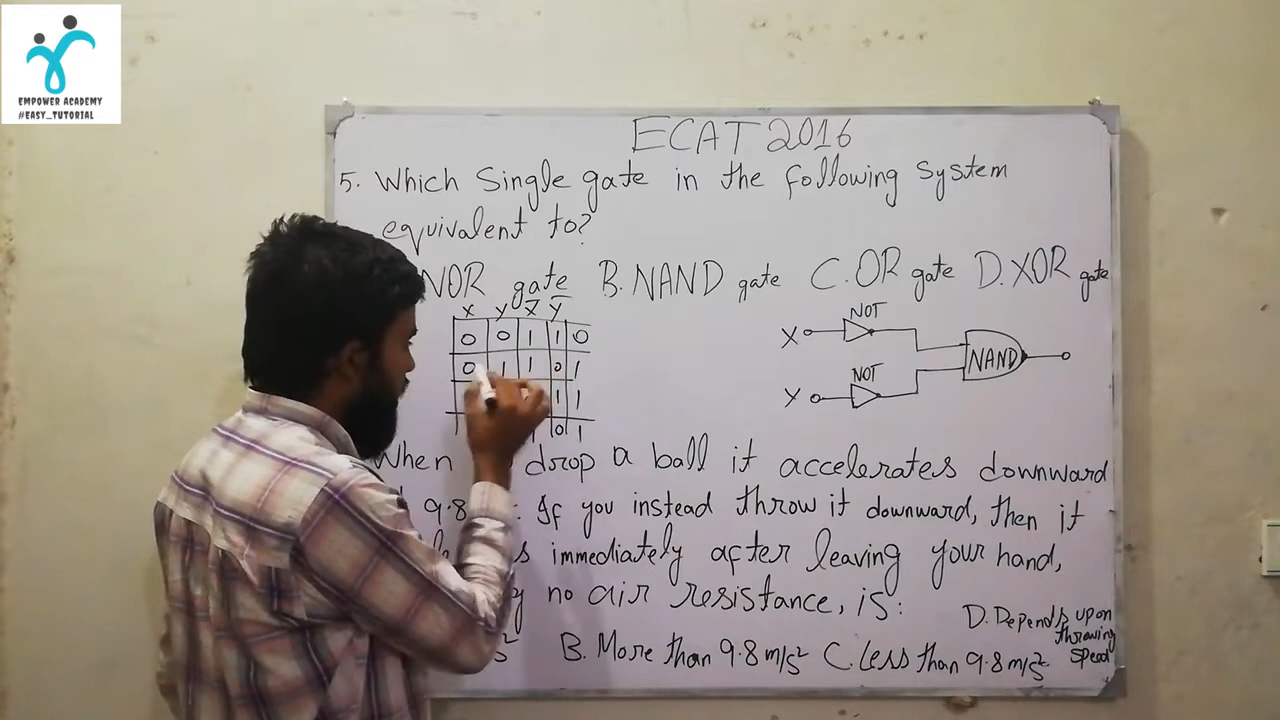 EMPOWER ACADEMY
#EASY_TUTORIAL
ECAT 2016
5. Which Single gate in the following system
equivalent to?
NOR gate B. NAND gate C. OR gate D. XOR gate
X Y X̅ Y̅
0 0 1 1 0
0 1 1 0 1
1 1
0 1
NOT
X
NAND
NOT
Y
When drop a ball it accelerates downward
9.8 : If you instead throw it downward, then it
immediately after leaving your hand,
no air resistance, is:
B. More than 9.8 m/s² C. Less than 9.8 m/s² D. Depends upon throwing speed